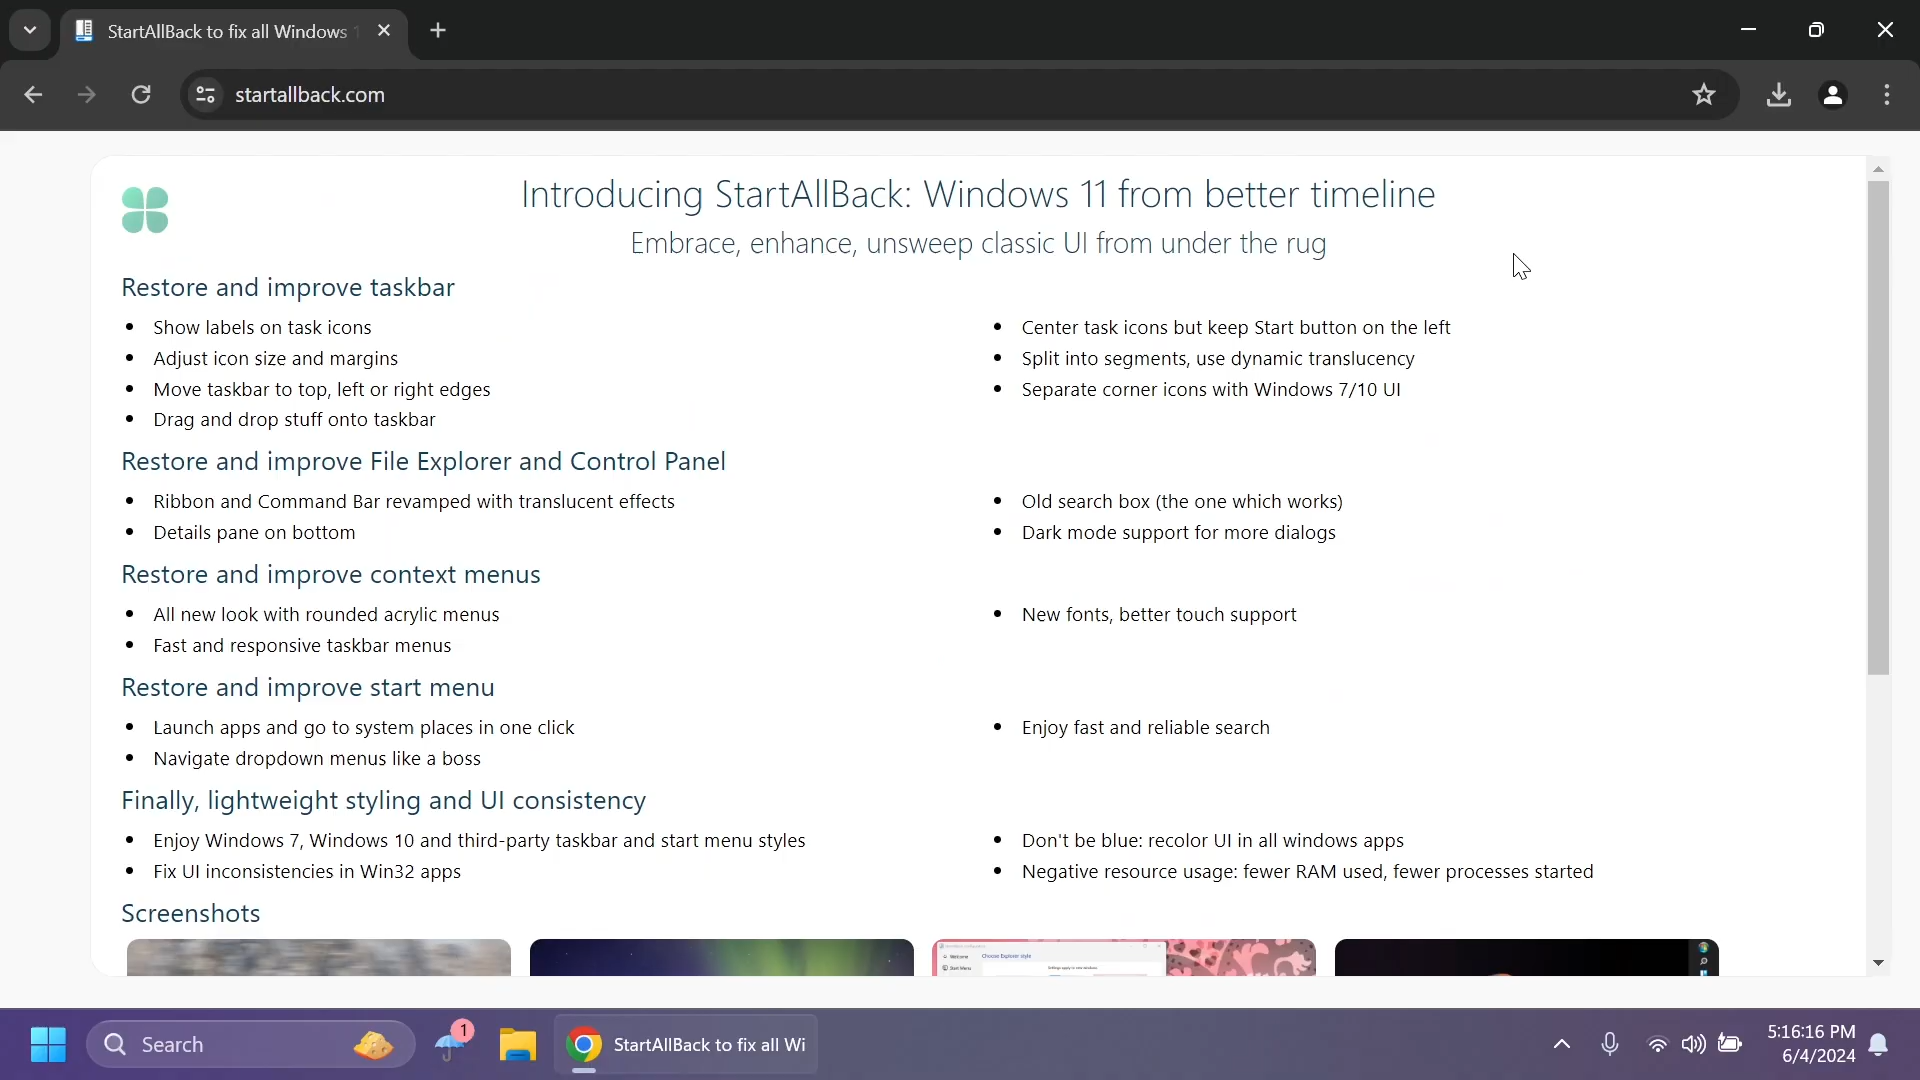 StartAllBack to fix all Windows 1
startallback.com
Introducing StartAllBack: Windows 11 from better timeline
Embrace, enhance, unsweep classic UI from under the rug
Restore and improve taskbar
Show labels on task icons
Adjust icon size and margins
Move taskbar to top, left or right edges
Drag and drop stuff onto taskbar
Center task icons but keep Start button on the left
Split into segments, use dynamic translucency
Separate corner icons with Windows 7/10 UI
Restore and improve File Explorer and Control Panel
Ribbon and Command Bar revamped with translucent effects
Details pane on bottom
Old search box (the one which works)
Dark mode support for more dialogs
Restore and improve context menus
All new look with rounded acrylic menus
Fast and responsive taskbar menus
New fonts, better touch support
Restore and improve start menu
Launch apps and go to system places in one click
Navigate dropdown menus like a boss
Enjoy fast and reliable search
Finally, lightweight styling and UI consistency
Enjoy Windows 7, Windows 10 and third-party taskbar and start menu styles
Fix UI inconsistencies in Win32 apps
Don't be blue: recolor UI in all windows apps
Negative resource usage: fewer RAM used, fewer processes started
Screenshots
Welcome
Choose Explorer style
Start Menu
Search
1
StartAllBack to fix all Wi
5:16:16 PM
6/4/2024